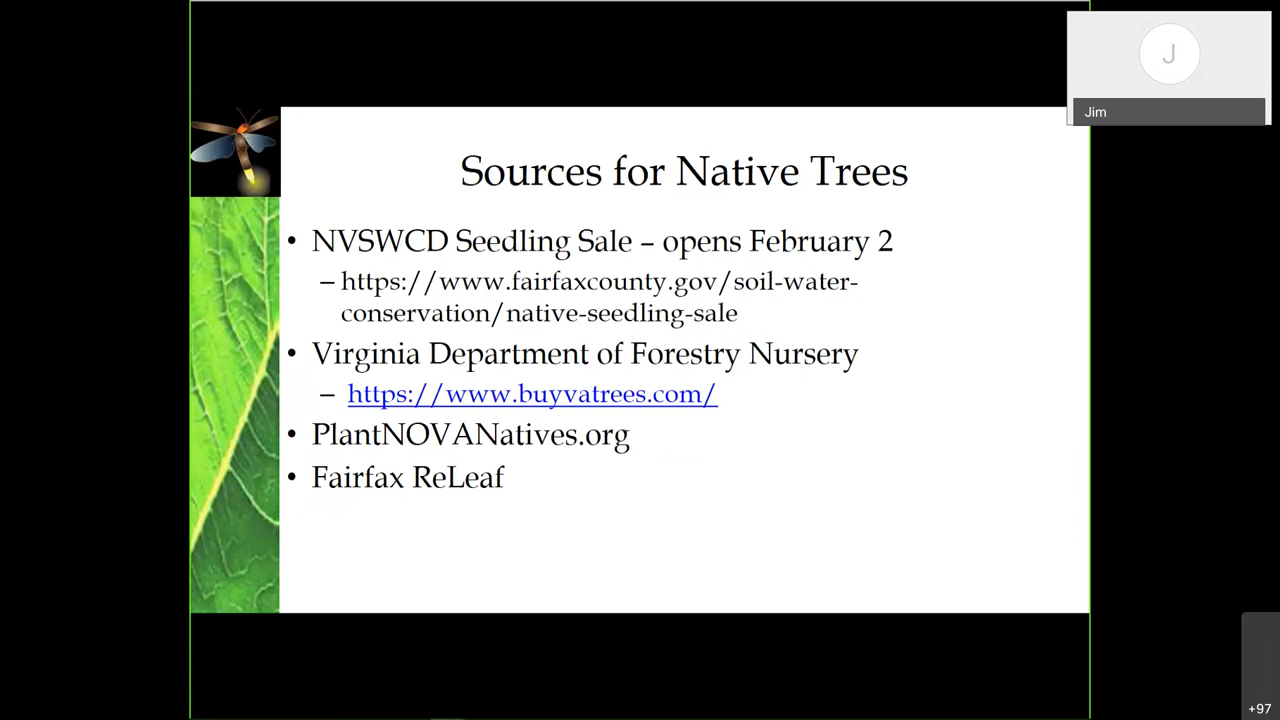 J
Jim
Sources for Native Trees
• NVSWCD Seedling Sale – opens February 2
– https://www.fairfaxcounty.gov/soil-water-
conservation/native-seedling-sale
• Virginia Department of Forestry Nursery
– https://www.buyvatrees.com/
• PlantNOVANatives.org
• Fairfax ReLeaf
+97